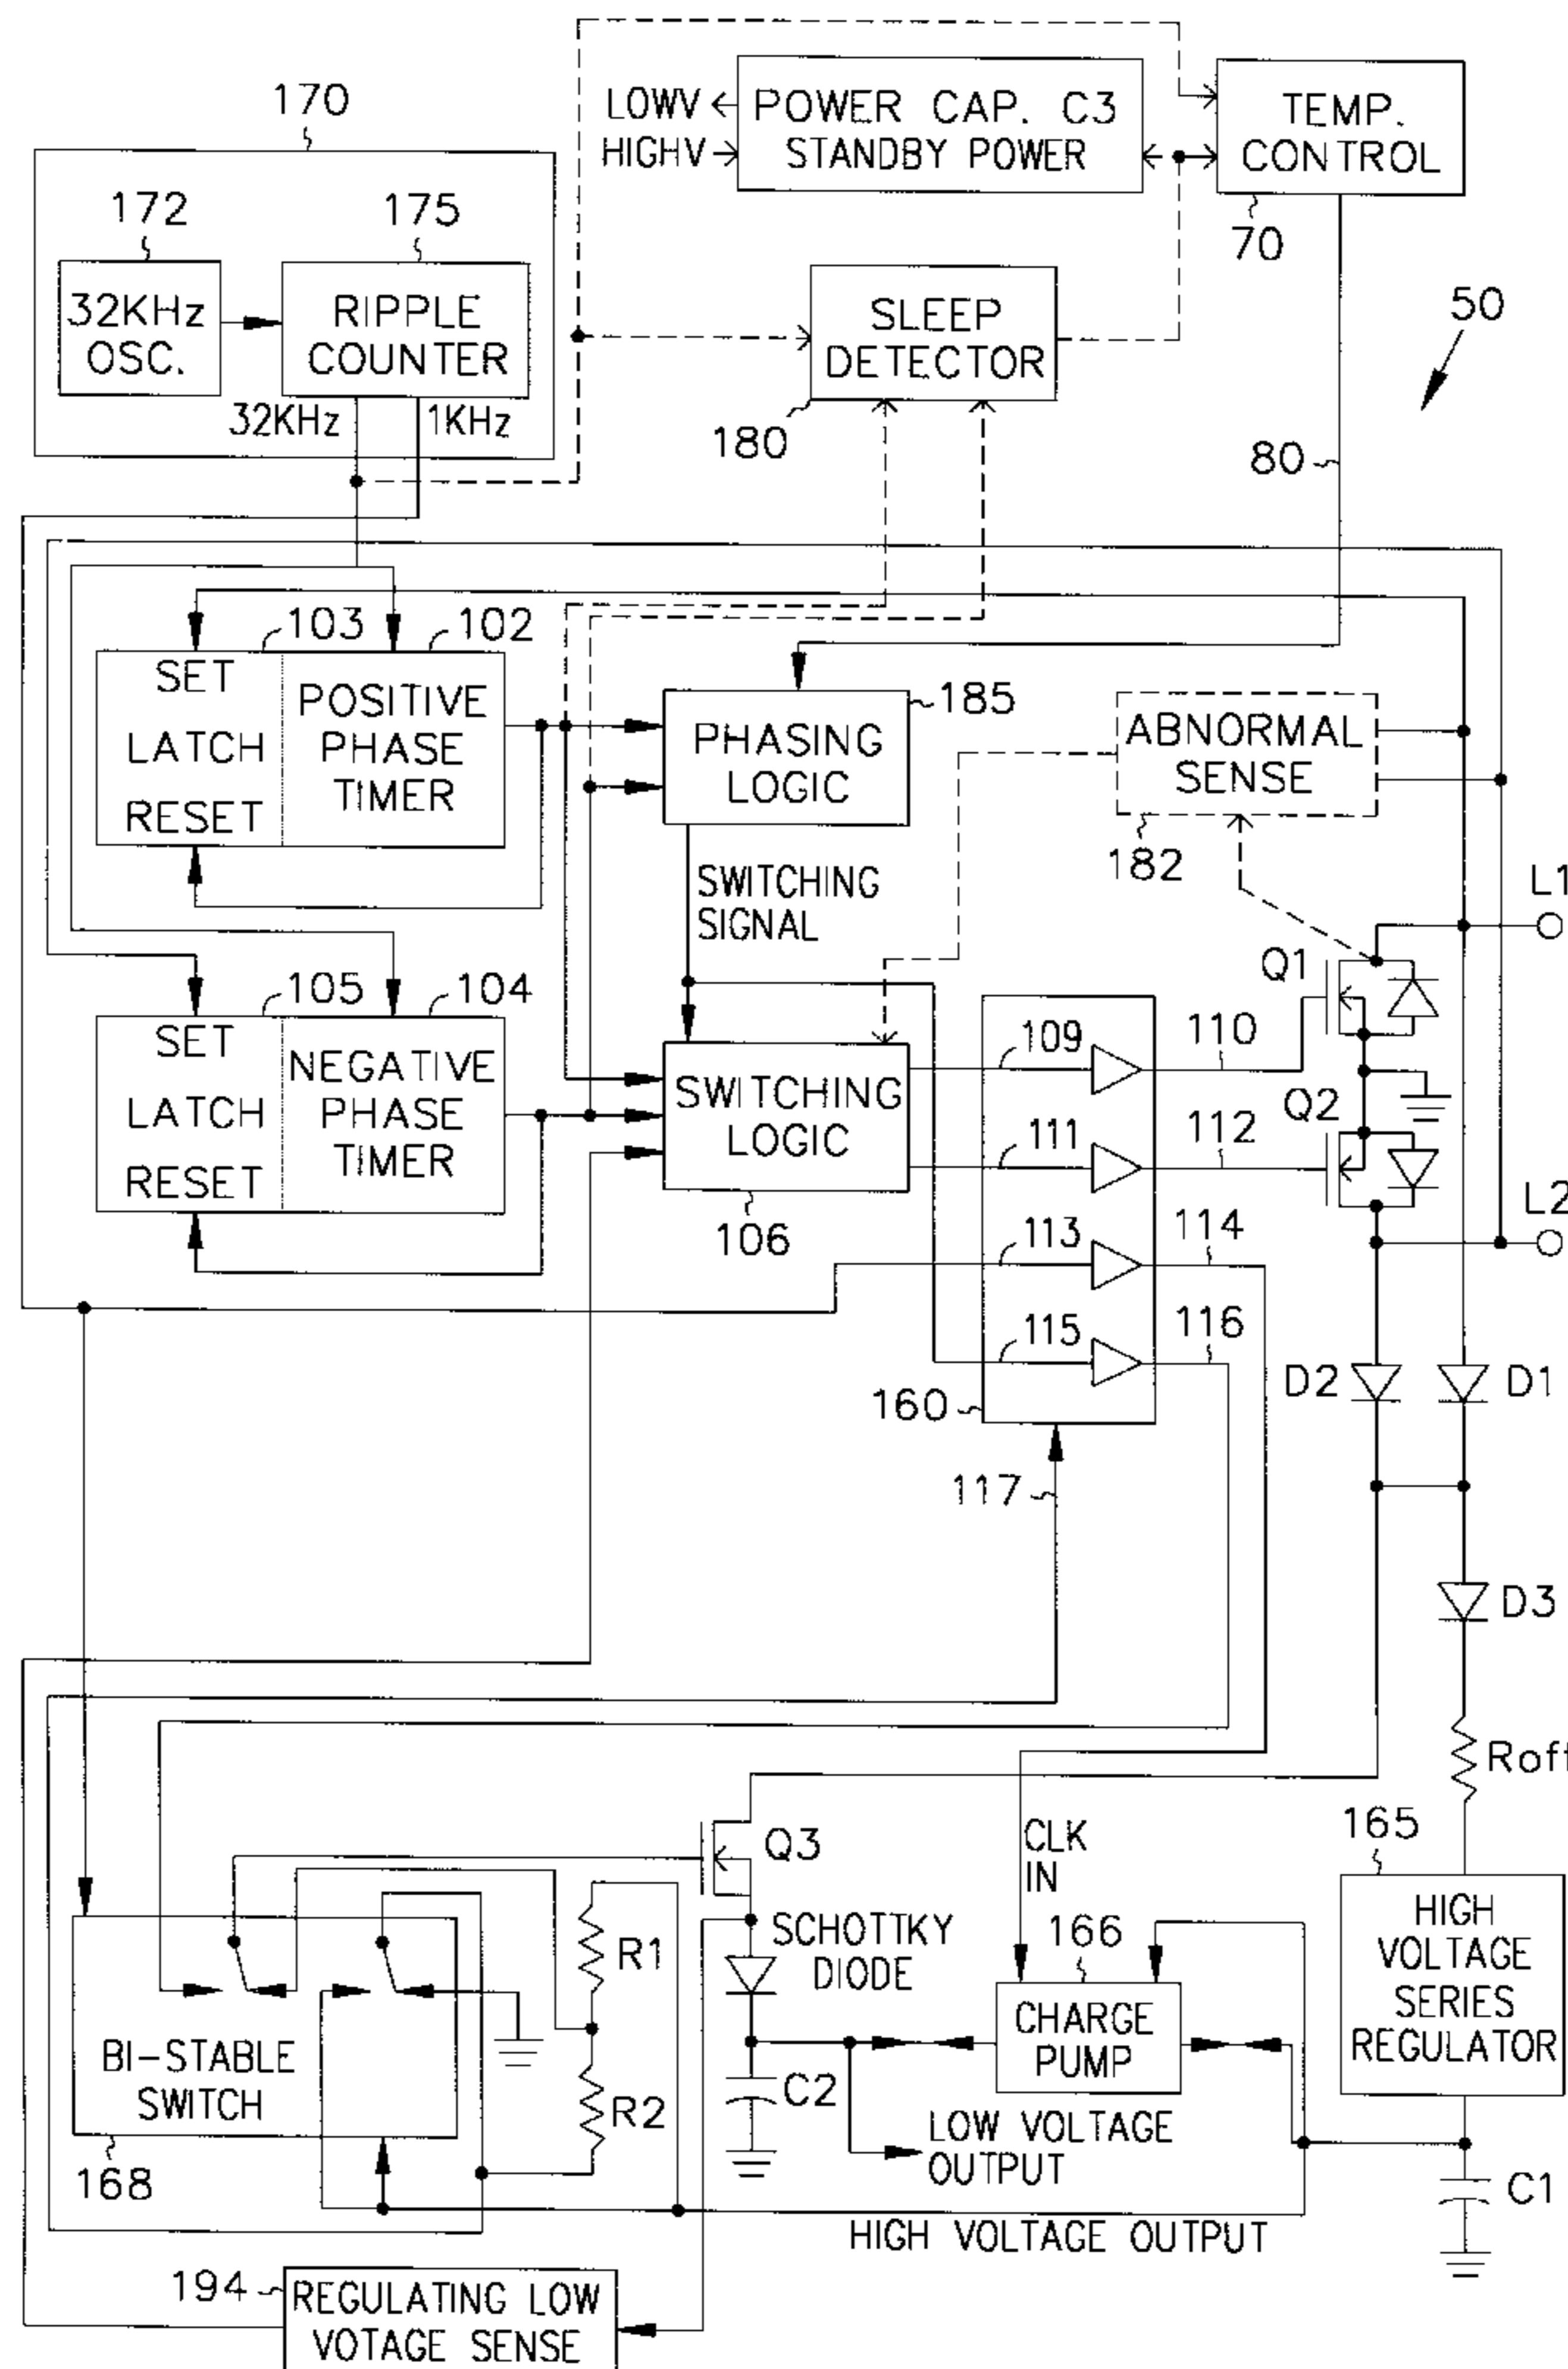 170
LOWV
HIGHV
POWER CAP. C3
STANDBY POWER
TEMP.
CONTROL
70
172
175
32KHz
OSC.
RIPPLE
COUNTER
32KHz
1KHz
SLEEP
DETECTOR
180
50
80
103
102
SET
LATCH
RESET
POSITIVE
PHASE
TIMER
PHASING
LOGIC
185
ABNORMAL
SENSE
182
SWITCHING
SIGNAL
L1
Q1
105
104
SET
LATCH
RESET
NEGATIVE
PHASE
TIMER
SWITCHING
LOGIC
106
109
110
111
112
Q2
L2
113
114
115
116
160
117
D2
D1
D3
Roff
165
HIGH
VOLTAGE
SERIES
REGULATOR
Q3
CLK
IN
SCHOTTKY
DIODE
166
CHARGE
PUMP
R1
R2
BI-STABLE
SWITCH
168
C2
LOW VOLTAGE
OUTPUT
C1
HIGH VOLTAGE OUTPUT
194
REGULATING LOW
VOTAGE SENSE